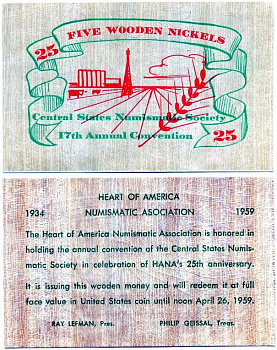 FIVE WOODEN NICKELS
25
Central States Numismatic Society
17th Annual Convention
25
HEART OF AMERICA
1934 NUMISMATIC ASOCIATION 1959
The Heart of America Numismatic Association is honored in
holding the annual convention of the Central States Numis-
matic Society in celebration of HANA's 25th anniversary.
It is issuing this wooden money and will redeem it at full
face value in United States coin until noon April 26, 1959.
RAY LEFMAN, Pres. PHILIP GEISSAL, Treas.